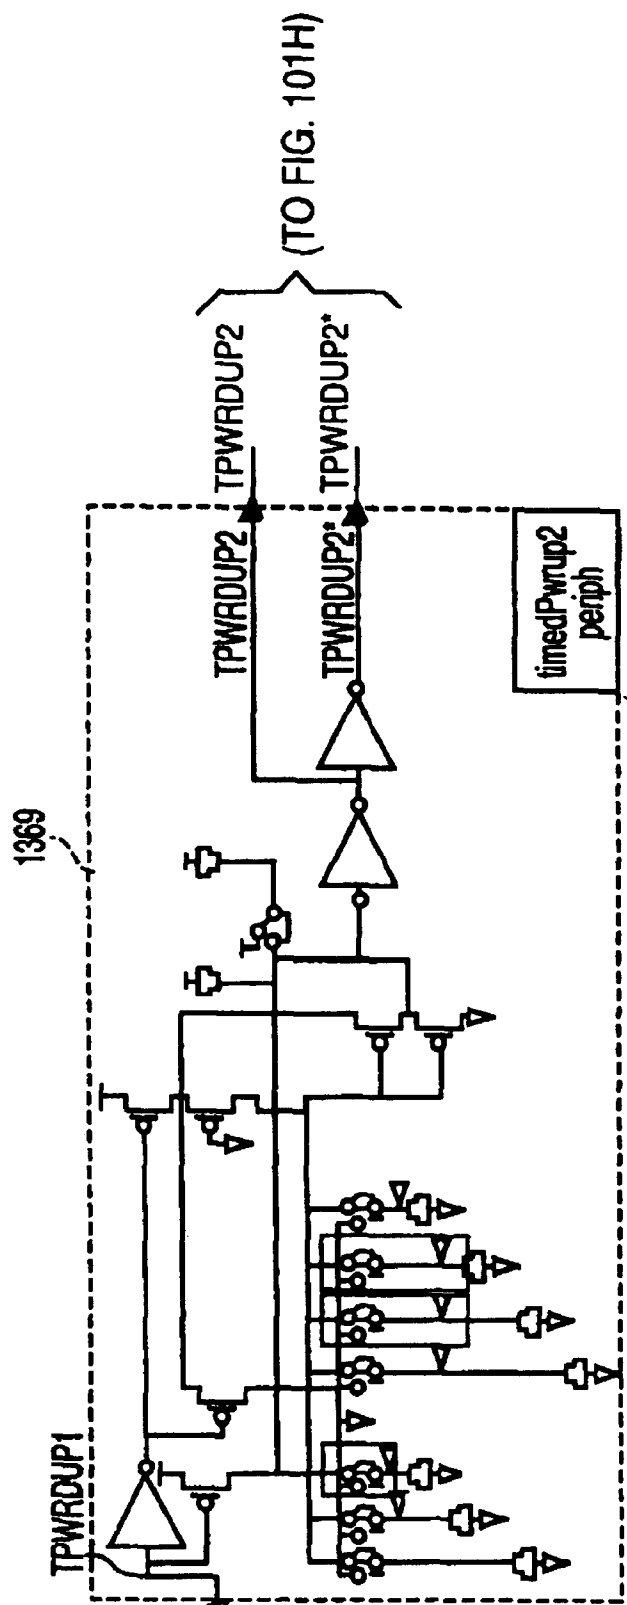 1369
TPWRDUP1
TPWRDUP2
TPWRDUP2
TPWRDUP2*
TPWRDUP2*
(TO FIG. 101H)
timedPwrup2
periph